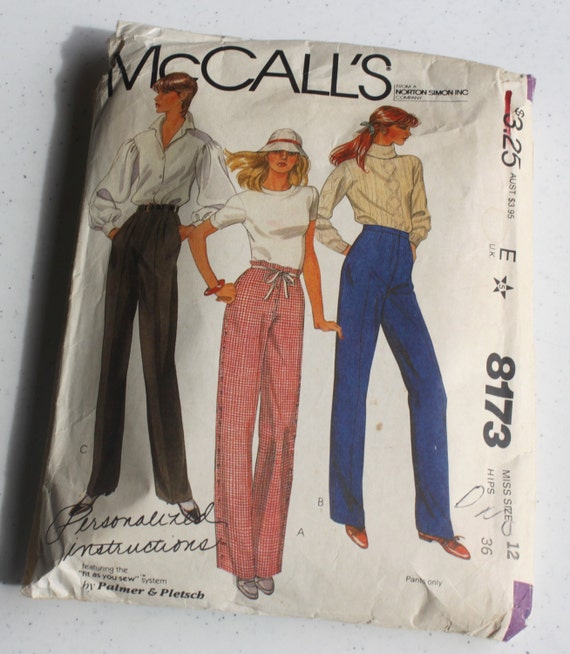 McCALL'S
FROM A
NORTON SIMON INC
COMPANY
$3.25
AUST $3.95
U.K. E
S
8173
MISS SIZE 12
HIPS 36
C
A
B
Personalized
instructions
featuring the
"fit as you sew"™ system
by Palmer & Pletsch
Pants only